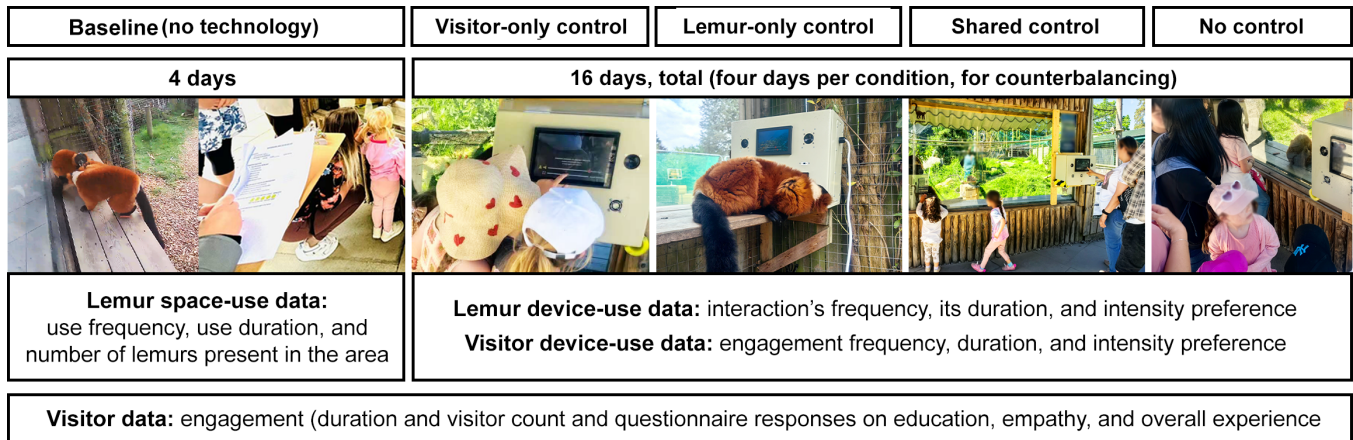 Baseline (no technology)
Visitor-only control
Lemur-only control
Shared control
No control
4 days
16 days, total (four days per condition, for counterbalancing)
Lemur space-use data:
use frequency, use duration, and
number of lemurs present in the area
Lemur device-use data: interaction's frequency, its duration, and intensity preference
Visitor device-use data: engagement frequency, duration, and intensity preference
Visitor data: engagement (duration and visitor count and questionnaire responses on education, empathy, and overall experience